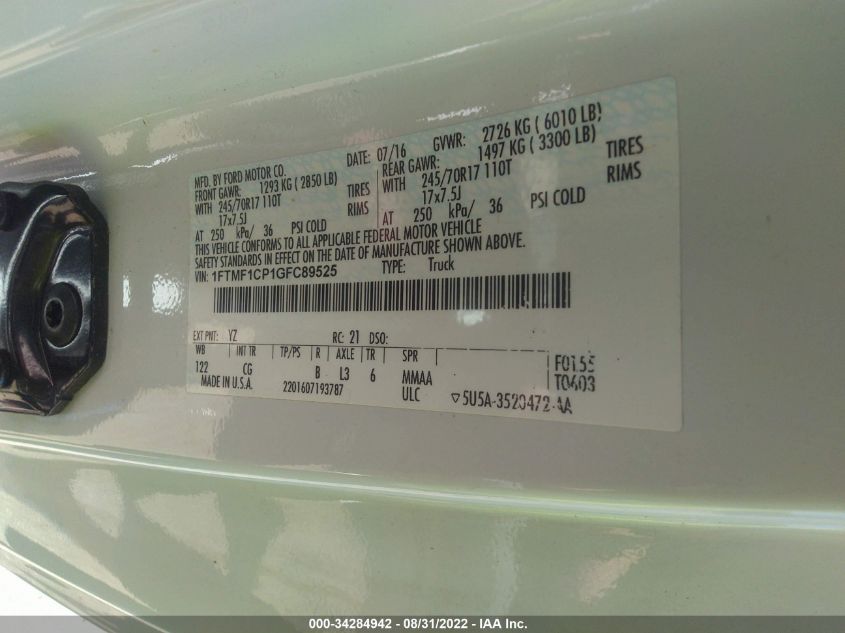 MFD. BY FORD MOTOR CO.
DATE: 07/16 GVWR: 2726 KG ( 6010 LB)
FRONT GAWR: 1293 KG ( 2850 LB)
REAR GAWR: 1497 KG ( 3300 LB)
WITH 245/70R17 110T TIRES
WITH 245/70R17 110T TIRES
17x7.5J RIMS
17x7.5J RIMS
AT 250 kPa/ 36 PSI COLD
AT 250 kPa/ 36 PSI COLD
THIS VEHICLE CONFORMS TO ALL APPLICABLE FEDERAL MOTOR VEHICLE
SAFETY STANDARDS IN EFFECT ON THE DATE OF MANUFACTURE SHOWN ABOVE.
VIN: 1FTMF1CP1GFC89525 TYPE: Truck
EXT PNT: YZ RC: 21 DSO:
WB INT TR TP/PS R AXLE TR SPR
122 CG B L3 6 MMAA
F0155
MADE IN U.S.A. 2201607193787 ULC
T0603
▽5U5A-3520472-AA
000-34284942 - 08/31/2022 - IAA Inc.